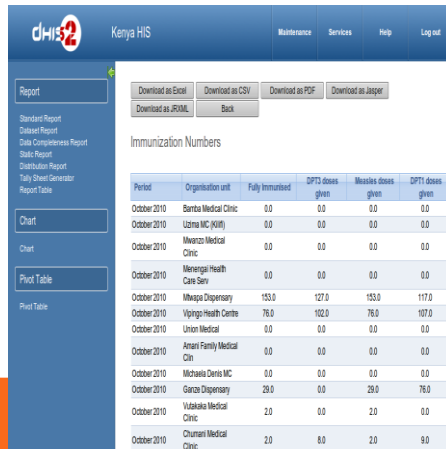 dhis2
Kenya HIS
Maintenance Services Help Log out
Report
Standard Report
Dataset Report
Data Completeness Report
Static Report
Distribution Report
Tally Sheet Generator
Report Table
Chart
Chart
Pivot Table
Pivot Table
Download as Excel Download as CSV Download as PDF Download as Jasper
Download as JRXML Back
Immunization Numbers
Period Organisation unit Fully Immunised DPT3 doses given Measles doses given DPT1 doses given
October 2010 Bamba Medical Clinic 0.0 0.0 0.0 0.0
October 2010 Uzima MC (Kilifi) 0.0 0.0 0.0 0.0
October 2010 Mwanzo Medical Clinic 0.0 0.0 0.0 0.0
October 2010 Menengai Health Care Serv 0.0 0.0 0.0 0.0
October 2010 Mtwapa Dispensary 153.0 127.0 153.0 117.0
October 2010 Vipingo Health Centre 76.0 102.0 76.0 107.0
October 2010 Union Medical 0.0 0.0 0.0 0.0
October 2010 Amani Family Medical Clin 0.0 0.0 0.0 0.0
October 2010 Michaela Denis MC 0.0 0.0 0.0 0.0
October 2010 Ganze Dispensary 29.0 0.0 29.0 76.0
October 2010 Vutakaka Medical Clinic 2.0 0.0 2.0 0.0
October 2010 Chumani Medical Clinic 2.0 8.0 2.0 9.0